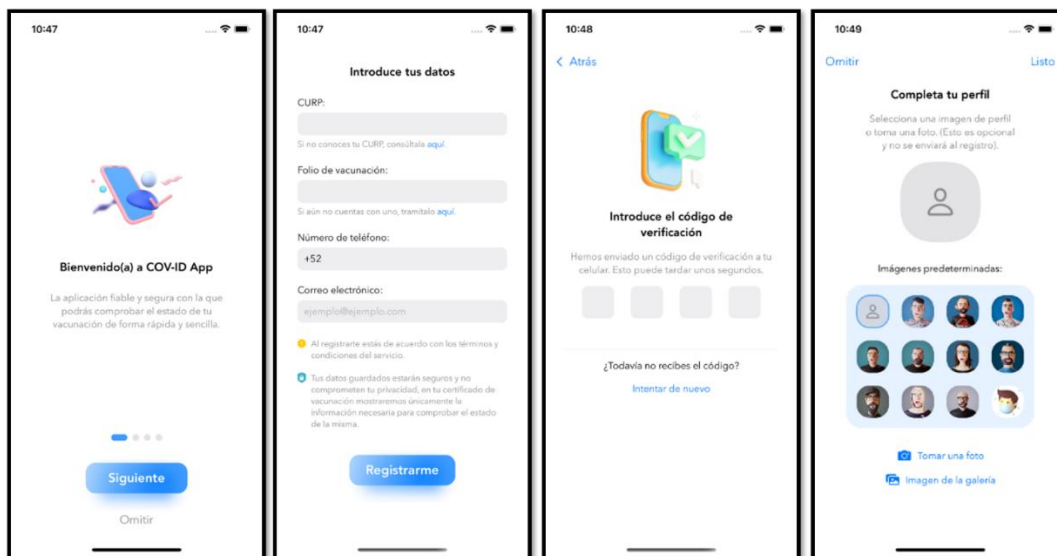 10:47
Bienvenido(a) a COV-ID App
La aplicación fiable y segura con la que
podrás comprobar el estado de tu
vacunación de forma rápida y sencilla.
Siguiente
Omitir
10:47
Introduce tus datos
CURP:
Si no conoces tu CURP, consúltala aquí.
Folio de vacunación:
Si aún no cuentas con uno, tramítalo aquí.
Número de teléfono:
+52
Correo electrónico:
ejemplo@ejemplo.com
Al registrarte estás de acuerdo con los términos y
condiciones del servicio.
Tus datos guardados estarán seguros y no
comprometen tu privacidad, en tu certificado de
vacunación mostraremos únicamente la
información necesaria para comprobar el estado
de la misma.
Registrarme
10:48
Atrás
Introduce el código de
verificación
Hemos enviado un código de verificación a tu
celular. Esto puede tardar unos segundos.
¿Todavía no recibes el código?
Intentar de nuevo
10:49
Omitir
Listo
Completa tu perfil
Selecciona una imagen de perfil
o toma una foto. (Esto es opcional
y no se enviará al registro).
Imágenes predeterminadas:
Tomar una foto
Imagen de la galería